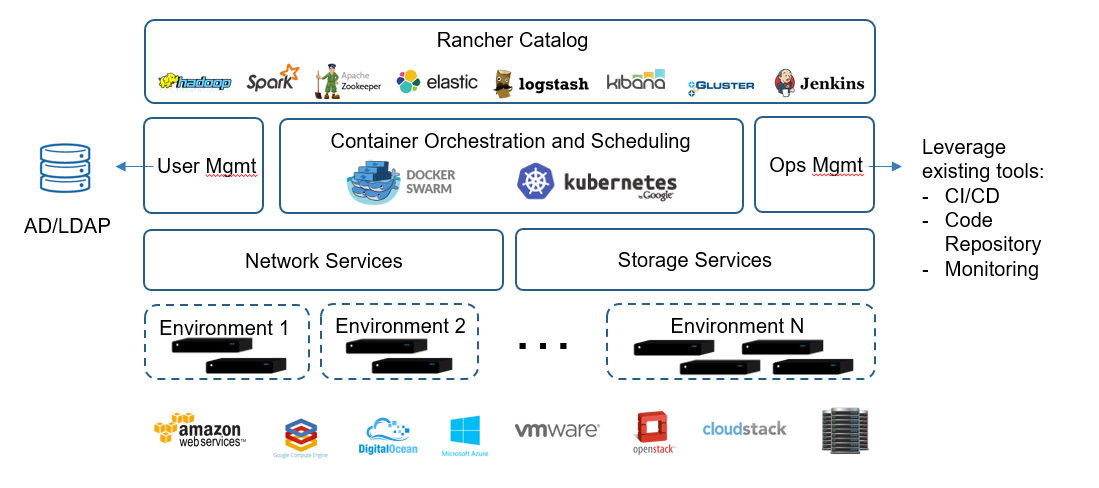 Rancher Catalog
hadoop
Spark
Apache
Zookeeper
elastic
logstash
kibana
GLUSTER
Jenkins
User Mgmt
Container Orchestration and Scheduling
DOCKER
SWARM
kubernetes
by Google
Ops Mgmt
AD/LDAP
Leverage
existing tools:
- CI/CD
- Code
Repository
- Monitoring
Network Services
Storage Services
Environment 1
Environment 2
...
Environment N
amazon
web services™
Google Compute Engine
DigitalOcean
Microsoft Azure
vmware®
openstack™
cloudstack